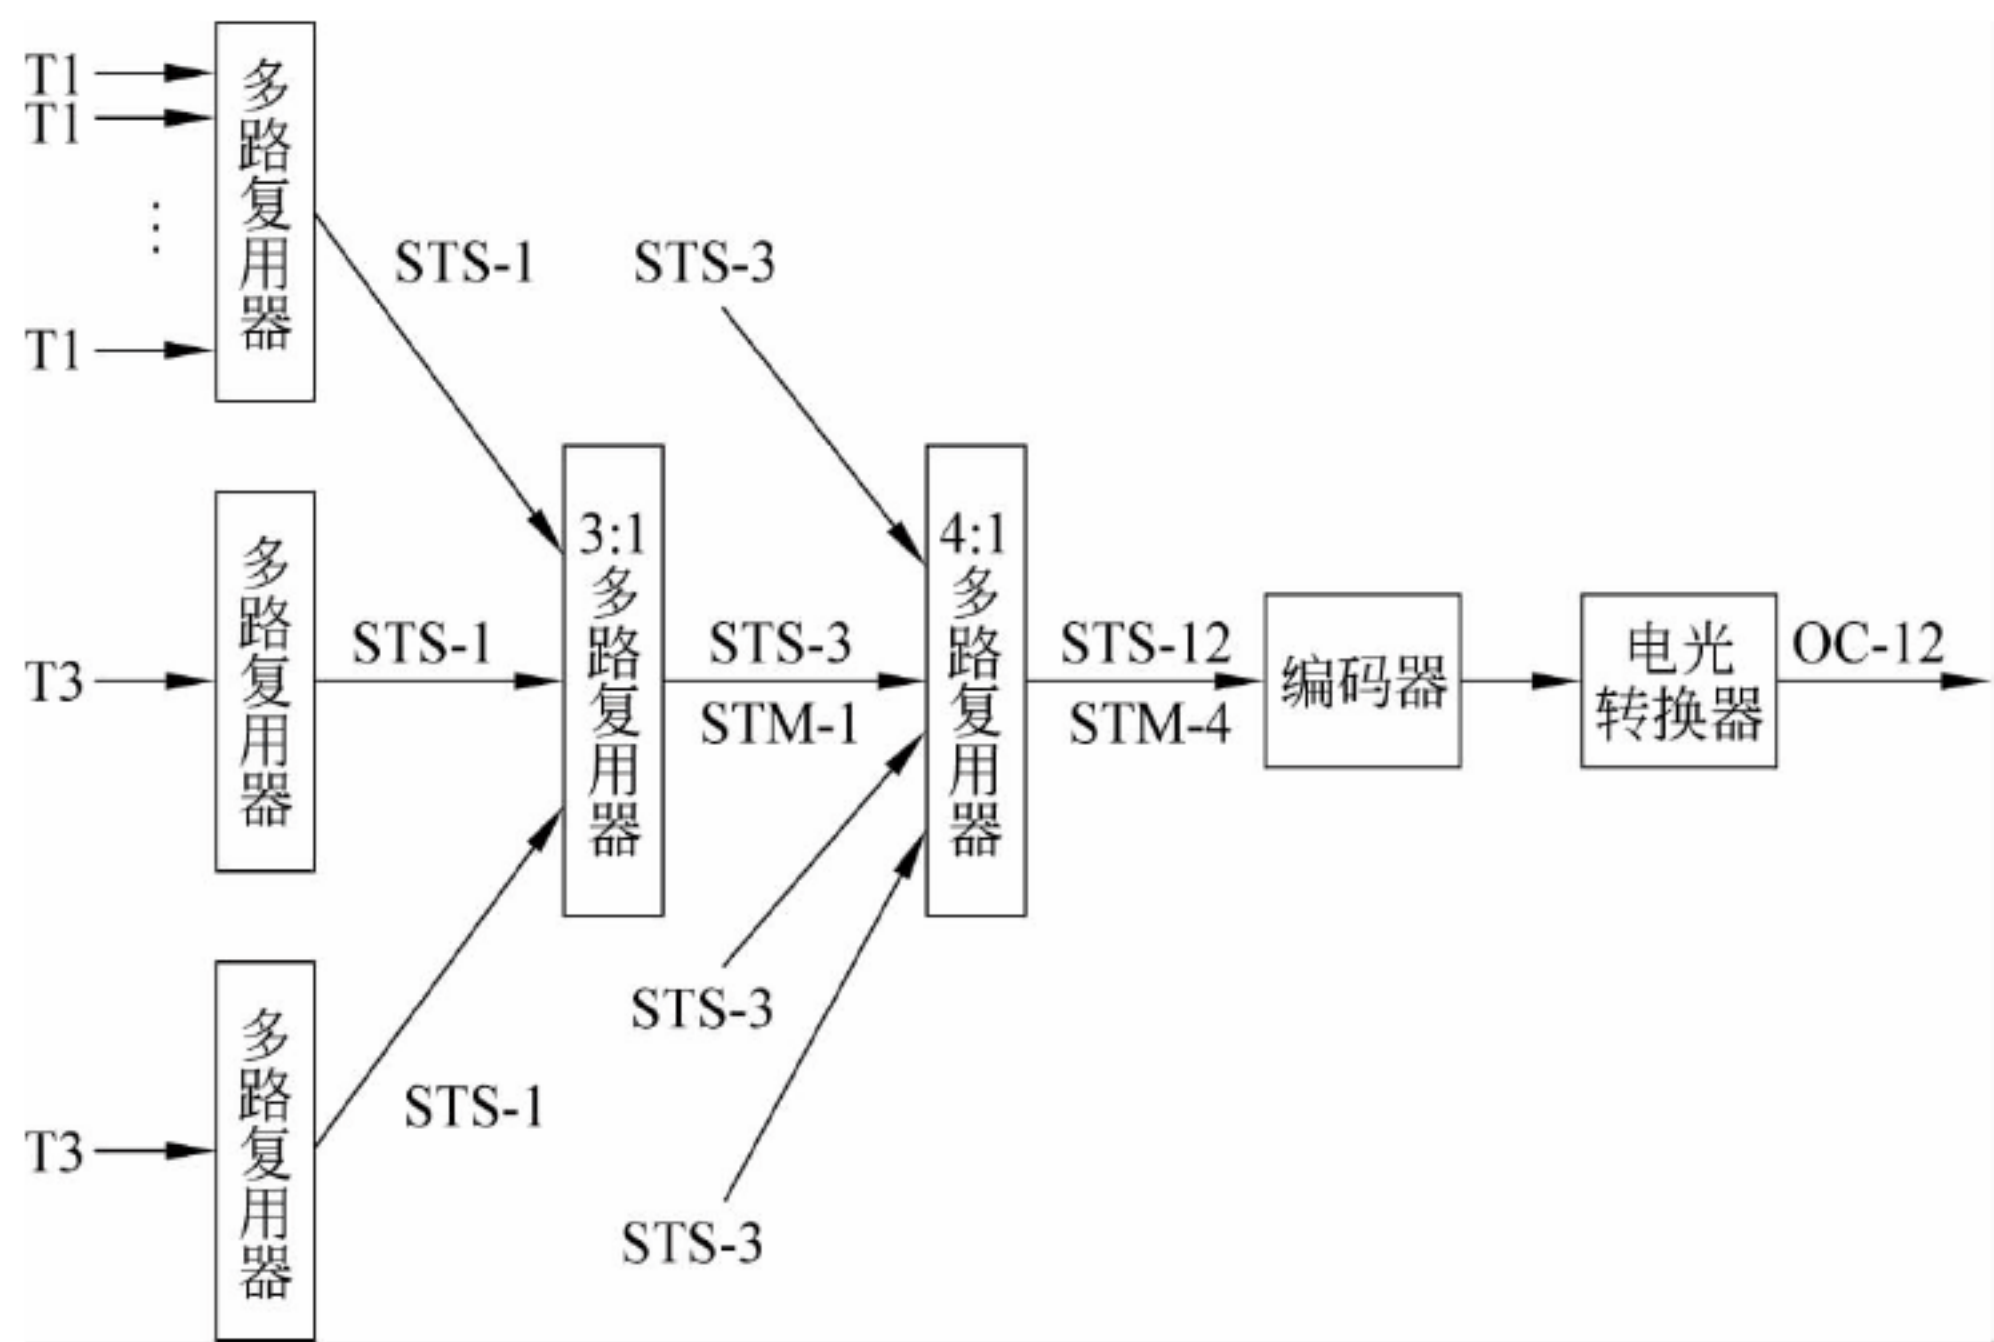 T1
T1
⋮
T1
多路复用器
STS-1
STS-3
T3
多路复用器
STS-1
3:1
多路复用器
STS-3
STM-1
4:1
多路复用器
STS-12
STM-4
编码器
电光
转换器
OC-12
STS-3
T3
多路复用器
STS-1
STS-3